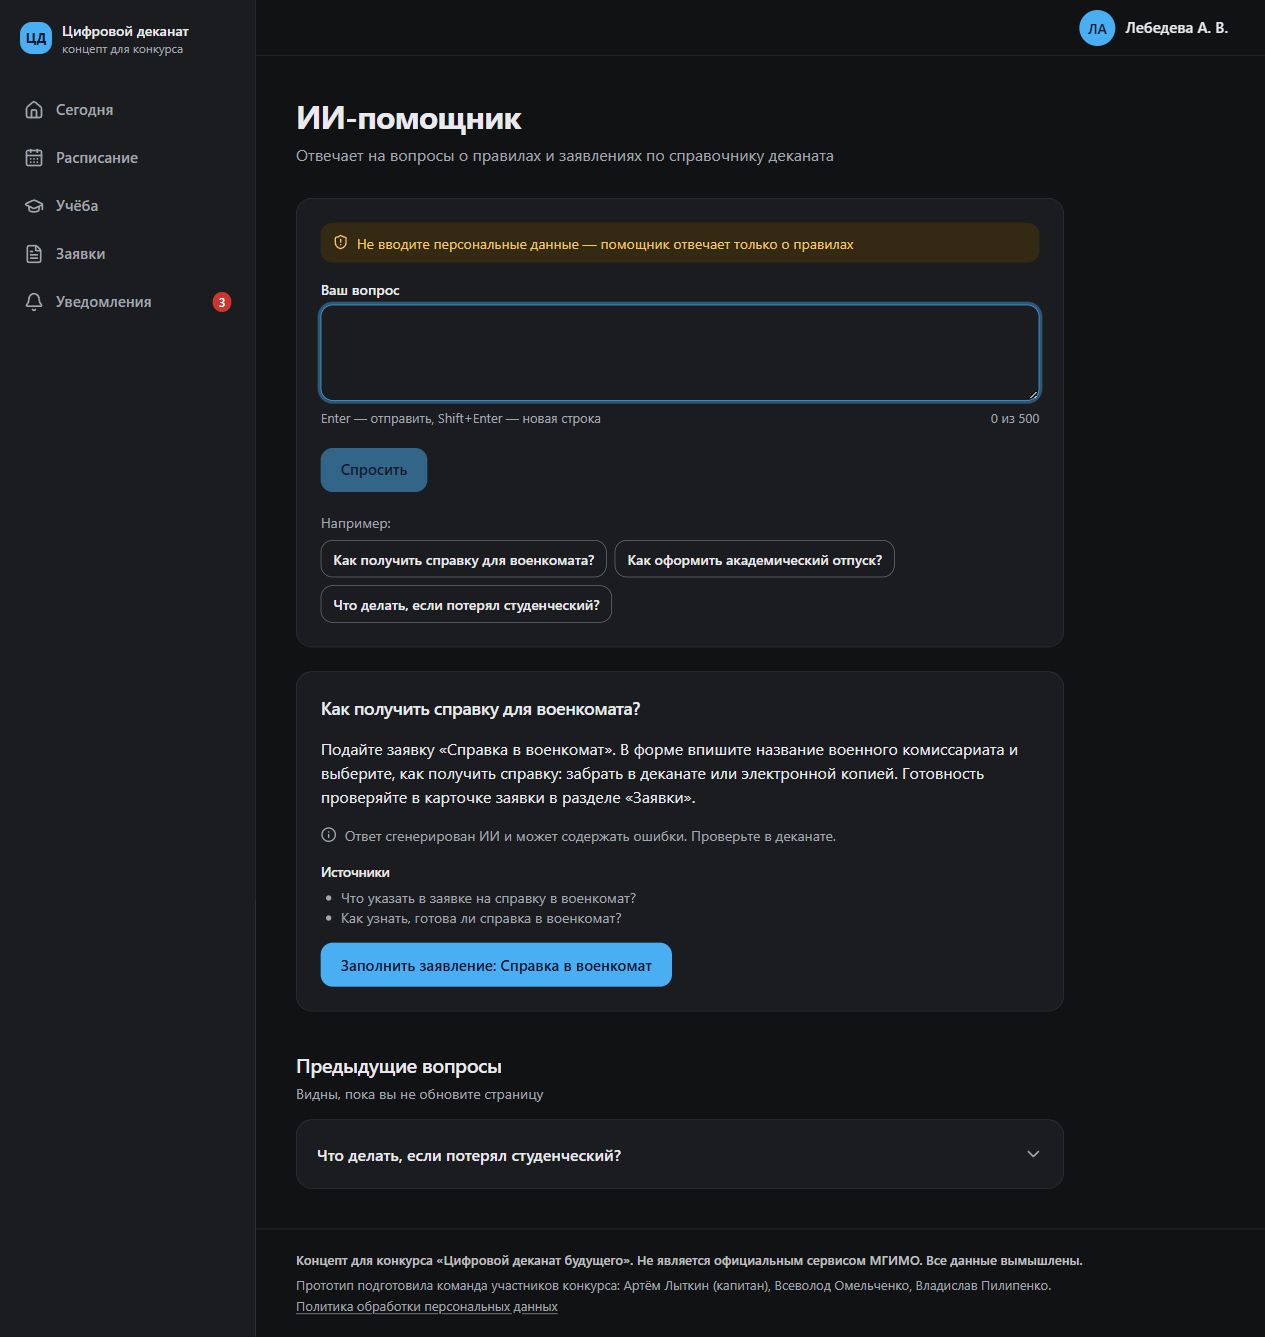 ЦД
Цифровой деканат
концепт для конкурса
Сегодня
Расписание
Учёба
Заявки
Уведомления 3
ЛА Лебедева А. В.
ИИ-помощник
Отвечает на вопросы о правилах и заявлениях по справочнику деканата
Не вводите персональные данные — помощник отвечает только о правилах
Ваш вопрос
Enter — отправить, Shift+Enter — новая строка 0 из 500
Спросить
Например:
Как получить справку для военкомата? Как оформить академический отпуск?
Что делать, если потерял студенческий?
Как получить справку для военкомата?
Подайте заявку «Справка в военкомат». В форме впишите название военного комиссариата и
выберите, как получить справку: забрать в деканате или электронной копией. Готовность
проверяйте в карточке заявки в разделе «Заявки».
Ответ сгенерирован ИИ и может содержать ошибки. Проверьте в деканате.
Источники
• Что указать в заявке на справку в военкомат?
• Как узнать, готова ли справка в военкомат?
Заполнить заявление: Справка в военкомат
Предыдущие вопросы
Видны, пока вы не обновите страницу
Что делать, если потерял студенческий?
Концепт для конкурса «Цифровой деканат будущего». Не является официальным сервисом МГИМО. Все данные вымышлены.
Прототип подготовила команда участников конкурса: Артём Лыткин (капитан), Всеволод Омельченко, Владислав Пилипенко.
Политика обработки персональных данных